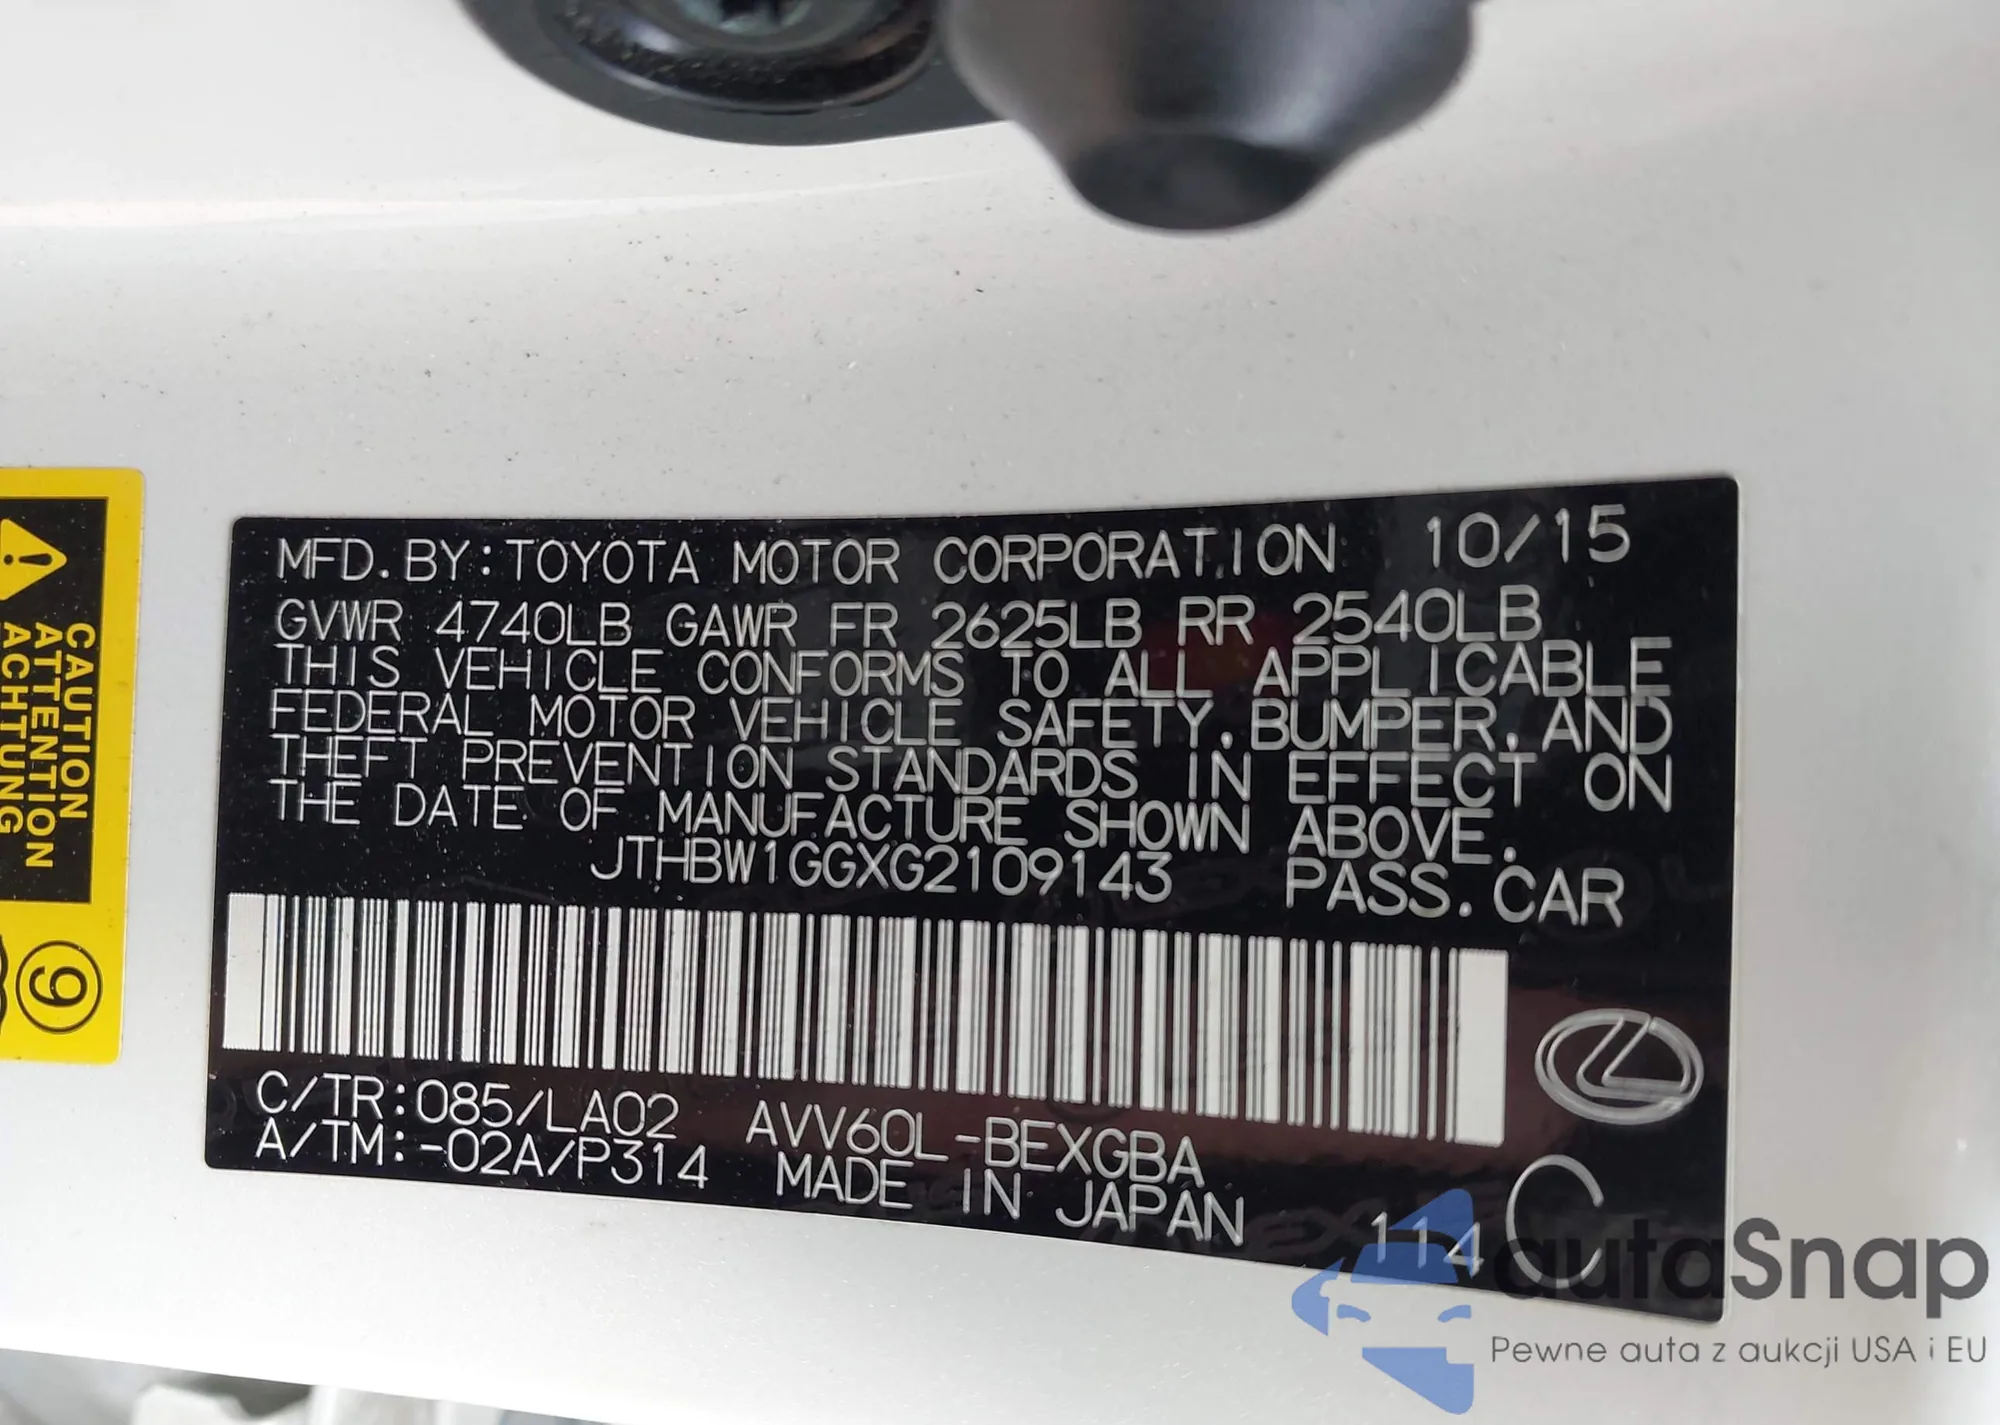 MFD.BY:TOYOTA MOTOR CORPORATION 10/15
GVWR 4740LB GAWR FR 2625LB RR 2540LB
THIS VEHICLE CONFORMS TO ALL APPLICABLE
FEDERAL MOTOR VEHICLE SAFETY,BUMPER,AND
THEFT PREVENTION STANDARDS IN EFFECT ON
THE DATE OF MANUFACTURE SHOWN ABOVE.
JTHBW1GGXG2109143 PASS.CAR
C/TR:085/LA02 AVV60L-BEXGBA
A/TM:-02A/P314 MADE IN JAPAN
114 C
CAUTION
ATTENTION
ACHTUNG
9
autaSnap
Pewne auta z aukcji USA i EU